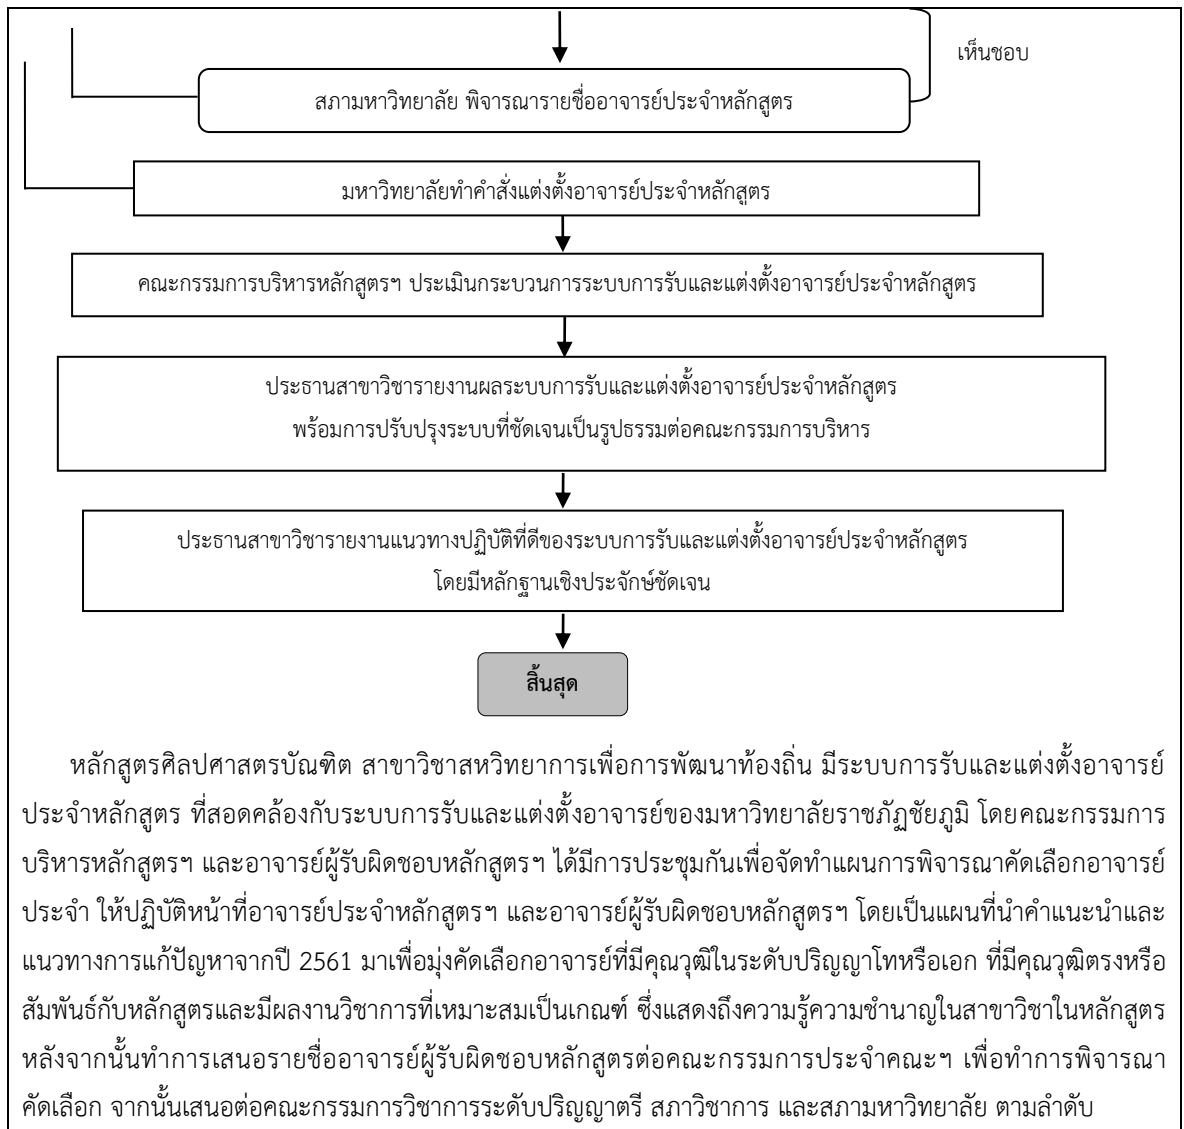 เห็นชอบ
สภามหาวิทยาลัย พิจารณารายชื่ออาจารย์ประจำหลักสูตร
มหาวิทยาลัยทำคำสั่งแต่งตั้งอาจารย์ประจำหลักสูตร
คณะกรรมการบริหารหลักสูตรฯ ประเมินกระบวนการระบบการรับและแต่งตั้งอาจารย์ประจำหลักสูตร
ประธานสาขาวิชารายงานผลระบบการรับและแต่งตั้งอาจารย์ประจำหลักสูตร
พร้อมการปรับปรุงระบบที่ชัดเจนเป็นรูปธรรมต่อคณะกรรมการบริหาร
ประธานสาขาวิชารายงานแนวทางปฏิบัติที่ดีของระบบการรับและแต่งตั้งอาจารย์ประจำหลักสูตร
โดยมีหลักฐานเชิงประจักษ์ชัดเจน
สิ้นสุด
หลักสูตรศิลปศาสตรบัณฑิต สาขาวิชาสหวิทยาการเพื่อการพัฒนาท้องถิ่น มีระบบการรับและแต่งตั้งอาจารย์
ประจำหลักสูตร ที่สอดคล้องกับระบบการรับและแต่งตั้งอาจารย์ของมหาวิทยาลัยราชภัฏชัยภูมิ โดยคณะกรรมการ
บริหารหลักสูตรฯ และอาจารย์ผู้รับผิดชอบหลักสูตรฯ ได้มีการประชุมกันเพื่อจัดทำแผนการพิจารณาคัดเลือกอาจารย์
ประจำ ให้ปฏิบัติหน้าที่อาจารย์ประจำหลักสูตรฯ และอาจารย์ผู้รับผิดชอบหลักสูตรฯ โดยเป็นแผนที่นำคำแนะนำและ
แนวทางการแก้ปัญหาจากปี 2561 มาเพื่อมุ่งคัดเลือกอาจารย์ที่มีคุณวุฒิในระดับปริญญาโทหรือเอก ที่มีคุณวุฒิตรงหรือ
สัมพันธ์กับหลักสูตรและมีผลงานวิชาการที่เหมาะสมเป็นเกณฑ์ ซึ่งแสดงถึงความรู้ความชำนาญในสาขาวิชาในหลักสูตร
หลังจากนั้นทำการเสนอรายชื่ออาจารย์ผู้รับผิดชอบหลักสูตรต่อคณะกรรมการประจำคณะฯ เพื่อทำการพิจารณา
คัดเลือก จากนั้นเสนอต่อคณะกรรมการวิชาการระดับปริญญาตรี สภาวิชาการ และสภามหาวิทยาลัย ตามลำดับ